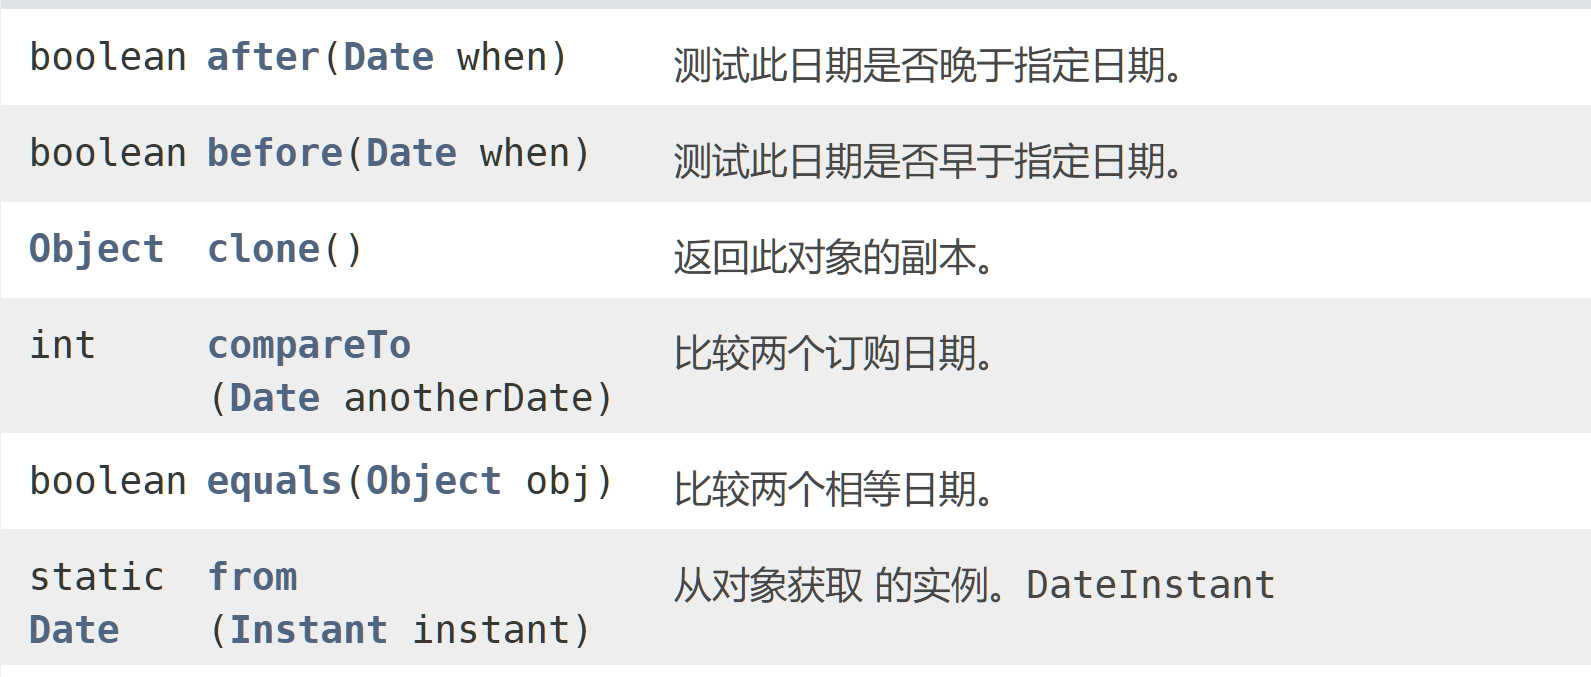 boolean after(Date when) 测试此日期是否晚于指定日期。
boolean before(Date when) 测试此日期是否早于指定日期。
Object clone() 返回此对象的副本。
int compareTo 比较两个订购日期。
(Date anotherDate)
boolean equals(Object obj) 比较两个相等日期。
static from 从对象获取 的实例。DateInstant
Date (Instant instant)